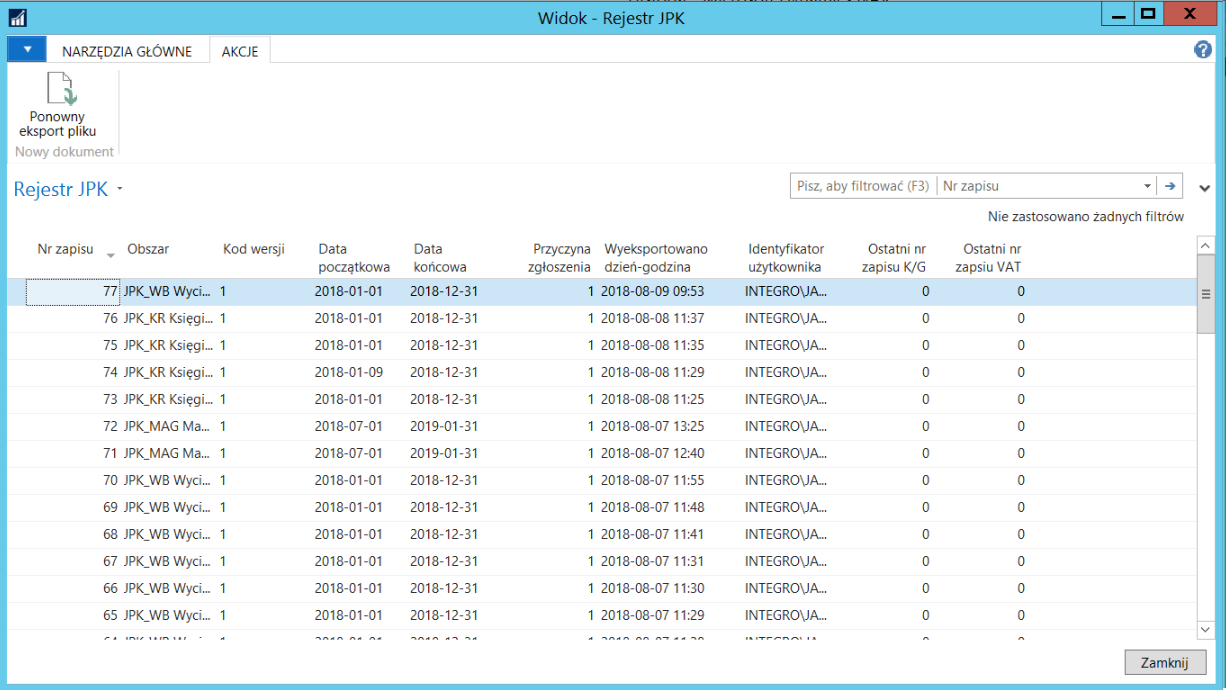 Widok - Rejestr JPK
NARZĘDZIA GŁÓWNE AKCJE
Ponowny
eksport pliku
Nowy dokument
Rejestr JPK
Pisz, aby filtrować (F3) Nr zapisu
Nie zastosowano żadnych filtrów
Nr zapisu Obszar Kod wersji Data początkowa Data końcowa Przyczyna zgłoszenia Wyeksportowano dzień-godzina Identyfikator użytkownika Ostatni nr zapisu K/G Ostatni nr zapsiu VAT
77 JPK_WB Wyci... 1 2018-01-01 2018-12-31 1 2018-08-09 09:53 INTEGRO\JA... 0 0
76 JPK_KR Księgi... 1 2018-01-01 2018-12-31 1 2018-08-08 11:37 INTEGRO\JA... 0 0
75 JPK_KR Księgi... 1 2018-01-01 2018-12-31 1 2018-08-08 11:35 INTEGRO\JA... 0 0
74 JPK_KR Księgi... 1 2018-01-09 2018-12-31 1 2018-08-08 11:29 INTEGRO\JA... 0 0
73 JPK_KR Księgi... 1 2018-01-01 2018-12-31 1 2018-08-08 11:25 INTEGRO\JA... 0 0
72 JPK_MAG Ma... 1 2018-07-01 2019-01-31 1 2018-08-07 13:25 INTEGRO\JA... 0 0
71 JPK_MAG Ma... 1 2018-07-01 2019-01-31 1 2018-08-07 12:40 INTEGRO\JA... 0 0
70 JPK_WB Wyci... 1 2018-01-01 2018-12-31 1 2018-08-07 11:55 INTEGRO\JA... 0 0
69 JPK_WB Wyci... 1 2018-01-01 2018-12-31 1 2018-08-07 11:48 INTEGRO\JA... 0 0
68 JPK_WB Wyci... 1 2018-01-01 2018-12-31 1 2018-08-07 11:41 INTEGRO\JA... 0 0
67 JPK_WB Wyci... 1 2018-01-01 2018-12-31 1 2018-08-07 11:31 INTEGRO\JA... 0 0
66 JPK_WB Wyci... 1 2018-01-01 2018-12-31 1 2018-08-07 11:30 INTEGRO\JA... 0 0
65 JPK_WB Wyci... 1 2018-01-01 2018-12-31 1 2018-08-07 11:29 INTEGRO\JA... 0 0
Zamknij